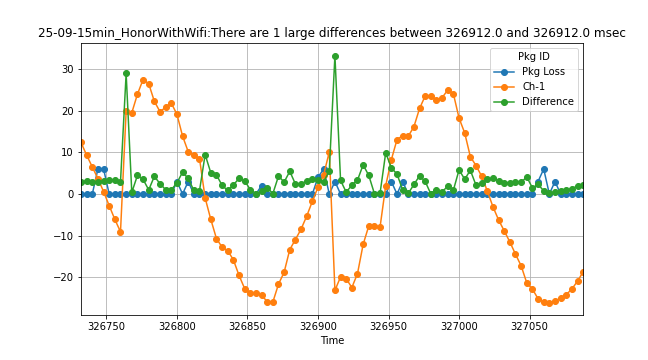 25-09-15min_HonorWithWifi:There are 1 large differences between 326912.0 and 326912.0 msec
Pkg ID
Pkg Loss
Ch-1
Difference
30
20
10
0
−10
−20
326750 326800 326850 326900 326950 327000 327050
Time